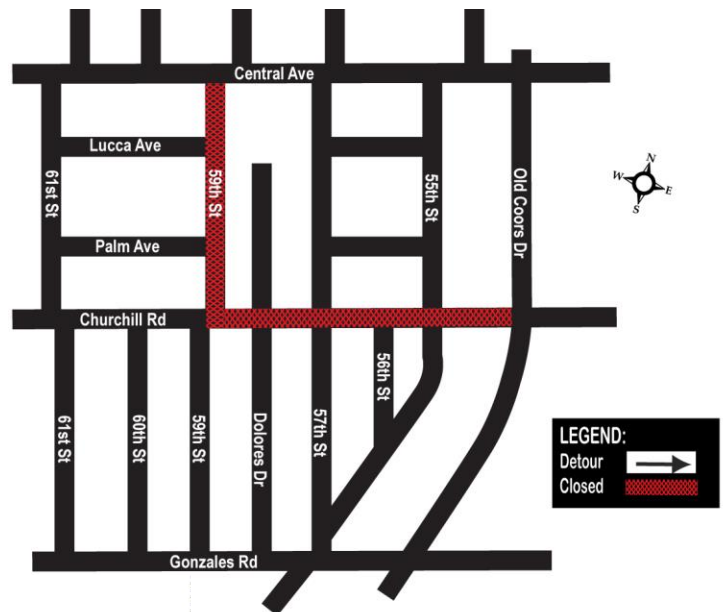 Central Ave
N
W
E
S
Lucca Ave
61st St
59th St
55th St
Old Coors Dr
Palm Ave
Churchill Rd
61st St
60th St
59th St
Dolores Dr
57th St
56th St
LEGEND:
Detour
Closed
Gonzales Rd